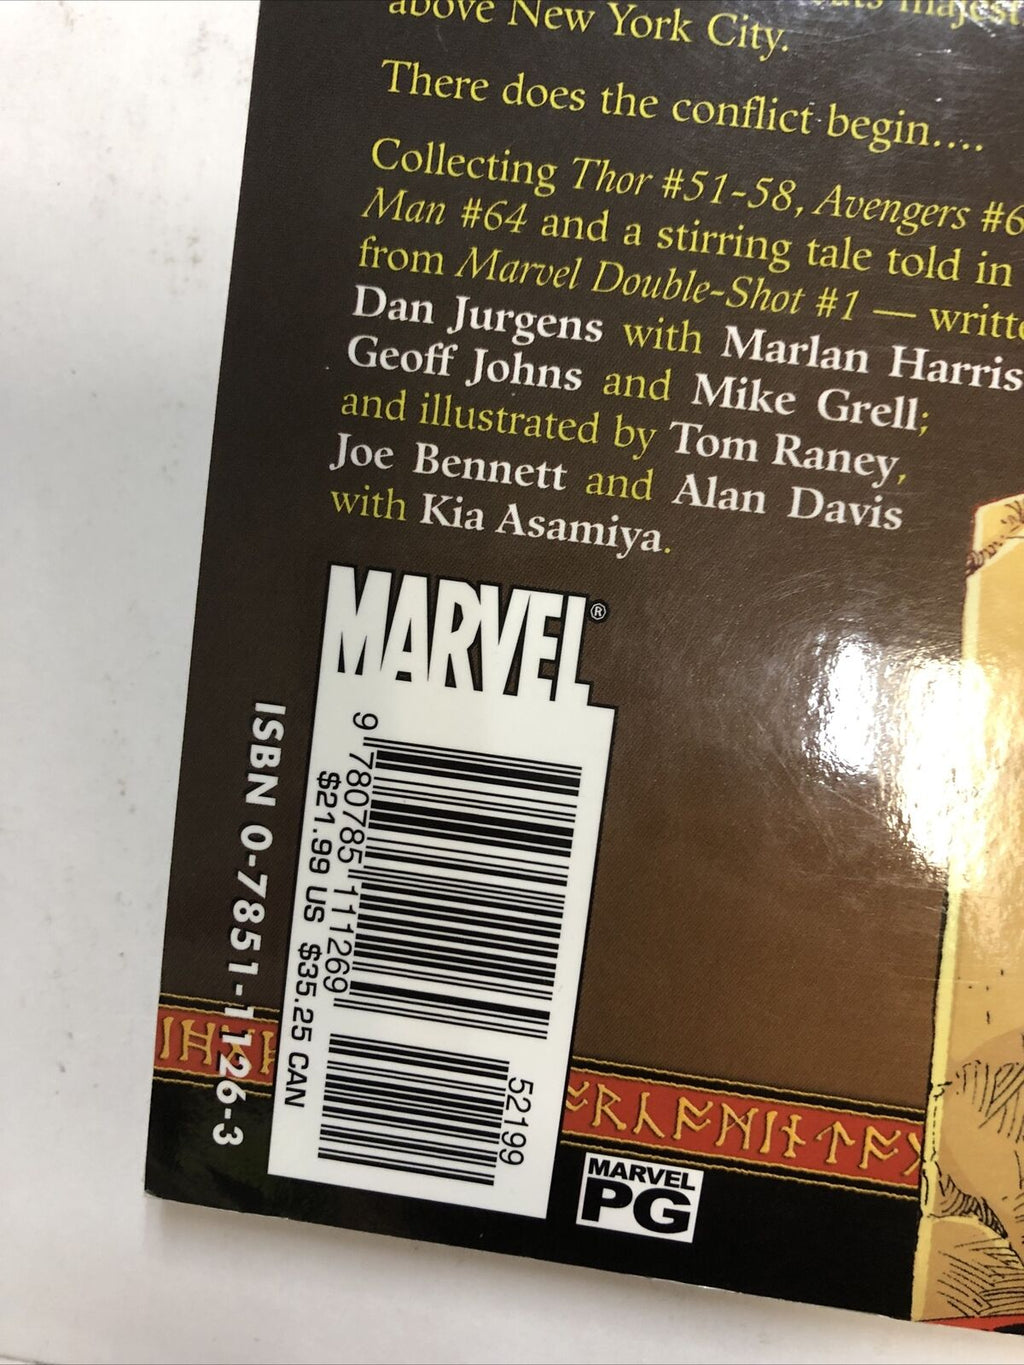 above New York City.
There does the conflict begin....
Collecting Thor #51-58, Avengers #6
Man #64 and a stirring tale told in
from Marvel Double-Shot #1 — writte
Dan Jurgens with Marlan Harris
Geoff Johns and Mike Grell;
and illustrated by Tom Raney,
Joe Bennett and Alan Davis
with Kia Asamiya.
MARVEL®
ISBN 0-7851-1126-3
$21.99 US $35.25 CAN
9 780785 111269
52199
MARVEL
PG